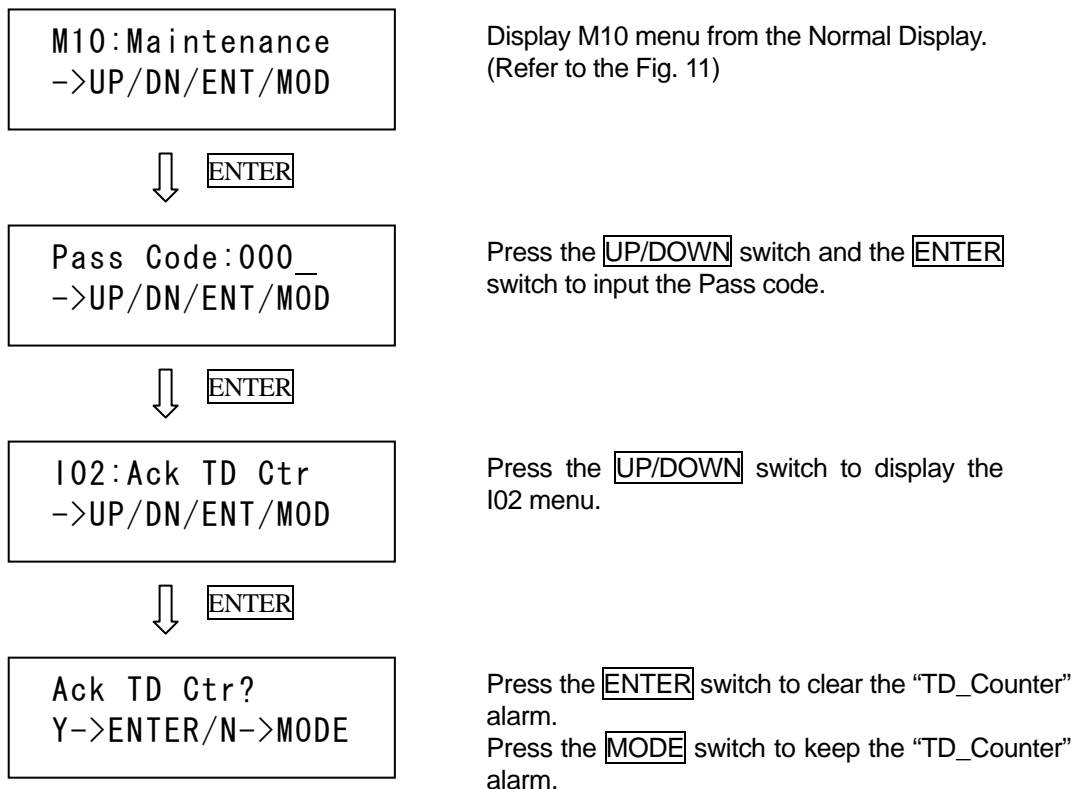 M10:Maintenance
->UP/DN/ENT/MOD
Display M10 menu from the Normal Display.
(Refer to the Fig. 11)
ENTER
Pass Code:000_
->UP/DN/ENT/MOD
Press the UP/DOWN switch and the ENTER
switch to input the Pass code.
ENTER
I02:Ack TD Ctr
->UP/DN/ENT/MOD
Press the UP/DOWN switch to display the
I02 menu.
ENTER
Ack TD Ctr?
Y->ENTER/N->MODE
Press the ENTER switch to clear the “TD_Counter”
alarm.
Press the MODE switch to keep the “TD_Counter”
alarm.